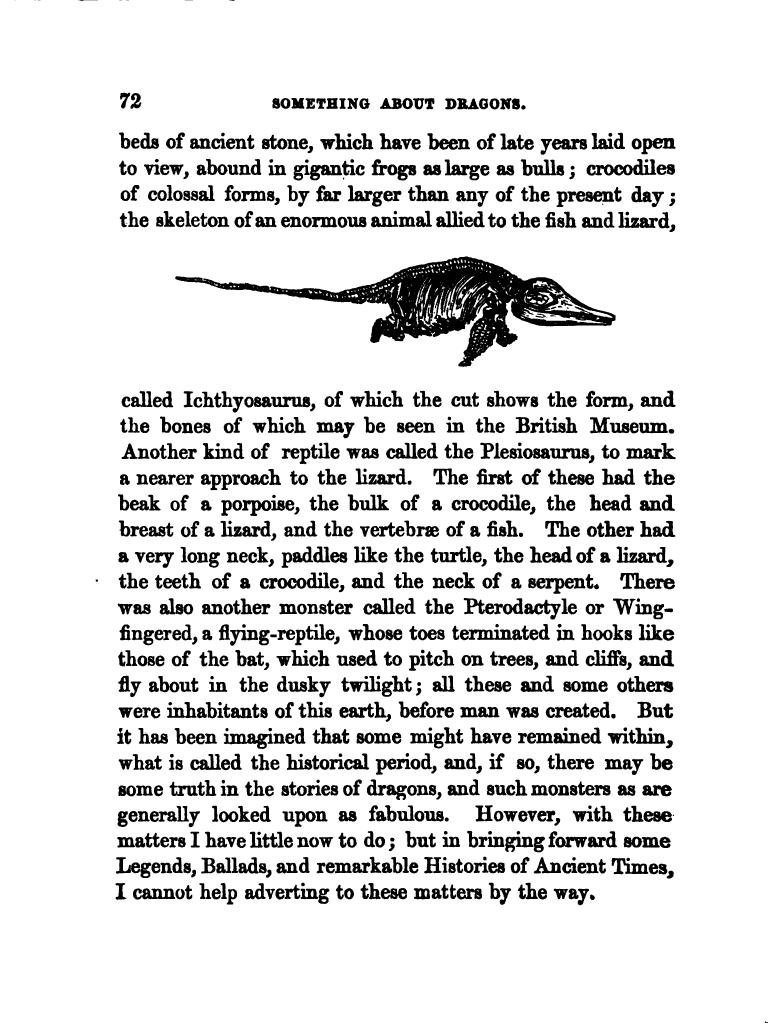 72 SOMETHING ABOUT DRAGONS.
beds of ancient stone, which have been of late years laid open
to view, abound in gigantic frogs as large as bulls; crocodiles
of colossal forms, by far larger than any of the present day;
the skeleton of an enormous animal allied to the fish and lizard,
called Ichthyosaurus, of which the cut shows the form, and
the bones of which may be seen in the British Museum.
Another kind of reptile was called the Plesiosaurus, to mark
a nearer approach to the lizard. The first of these had the
beak of a porpoise, the bulk of a crocodile, the head and
breast of a lizard, and the vertebræ of a fish. The other had
a very long neck, paddles like the turtle, the head of a lizard,
the teeth of a crocodile, and the neck of a serpent. There
was also another monster called the Pterodactyle or Wing-
fingered, a flying-reptile, whose toes terminated in hooks like
those of the bat, which used to pitch on trees, and cliffs, and
fly about in the dusky twilight; all these and some others
were inhabitants of this earth, before man was created. But
it has been imagined that some might have remained within,
what is called the historical period, and, if so, there may be
some truth in the stories of dragons, and such monsters as are
generally looked upon as fabulous. However, with these
matters I have little now to do; but in bringing forward some
Legends, Ballads, and remarkable Histories of Ancient Times,
I cannot help adverting to these matters by the way.